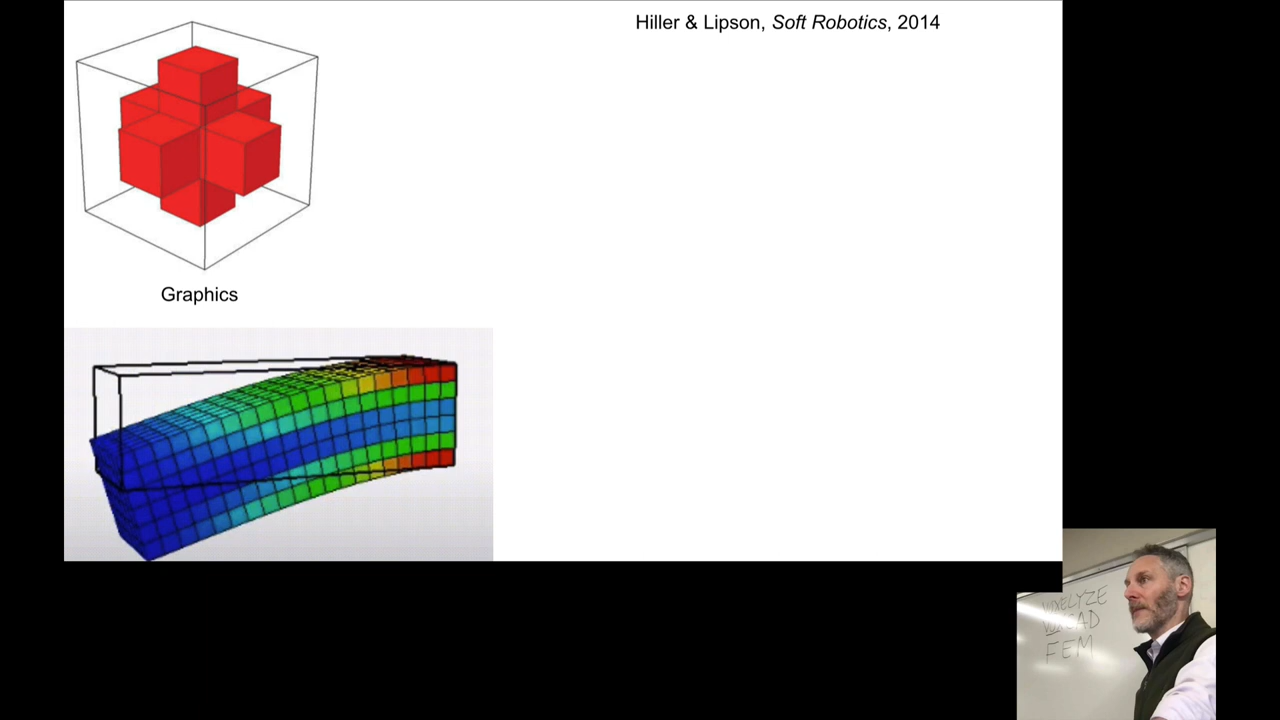 Hiller & Lipson, Soft Robotics, 2014
Graphics
VOXELYZE
VOXCAD
FEM